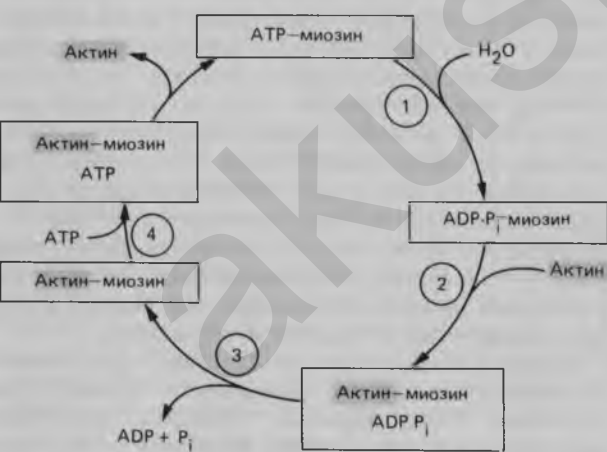 АТР–миозин
Актин
H₂O
1
Актин–миозин
АТР
ADP·Pᵢ–миозин
АТР
4
Актин
2
Актин–миозин
3
Актин–миозин
ADP Pᵢ
ADP + Pᵢ
akus